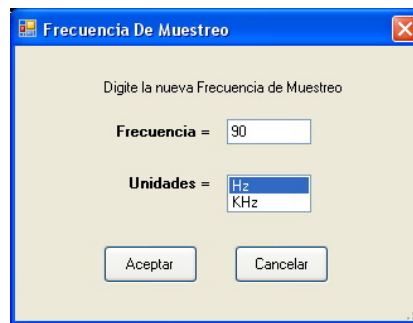 Frecuencia De Muestreo
Digite la nueva Frecuencia de Muestreo
Frecuencia = 90
Unidades = Hz
KHz
Aceptar Cancelar